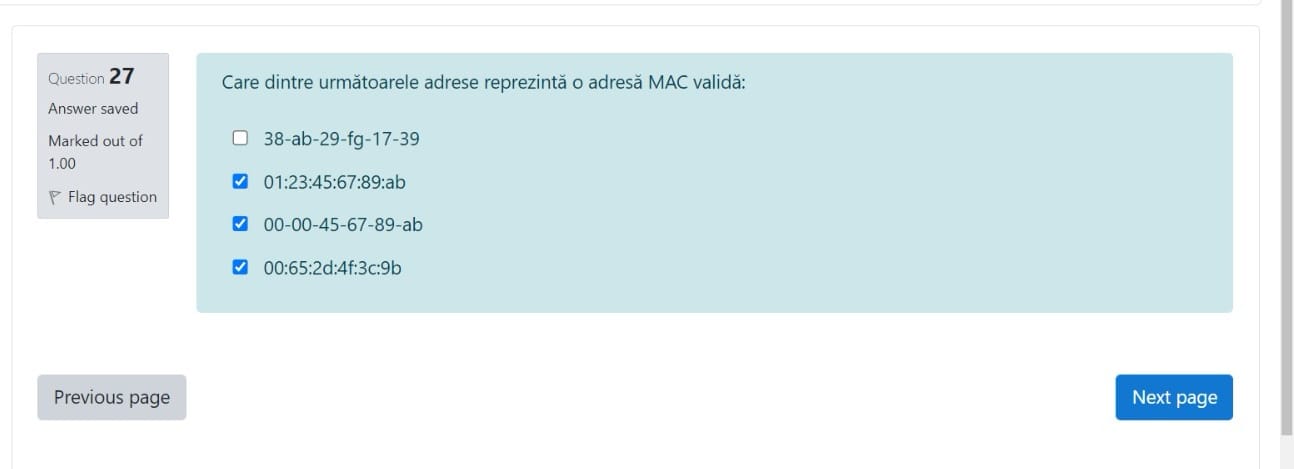 Question 27
Answer saved
Marked out of
1.00
Flag question
Care dintre următoarele adrese reprezintă o adresă MAC validă:
38-ab-29-fg-17-39
01:23:45:67:89:ab
00-00-45-67-89-ab
00:65:2d:4f:3c:9b
Previous page
Next page